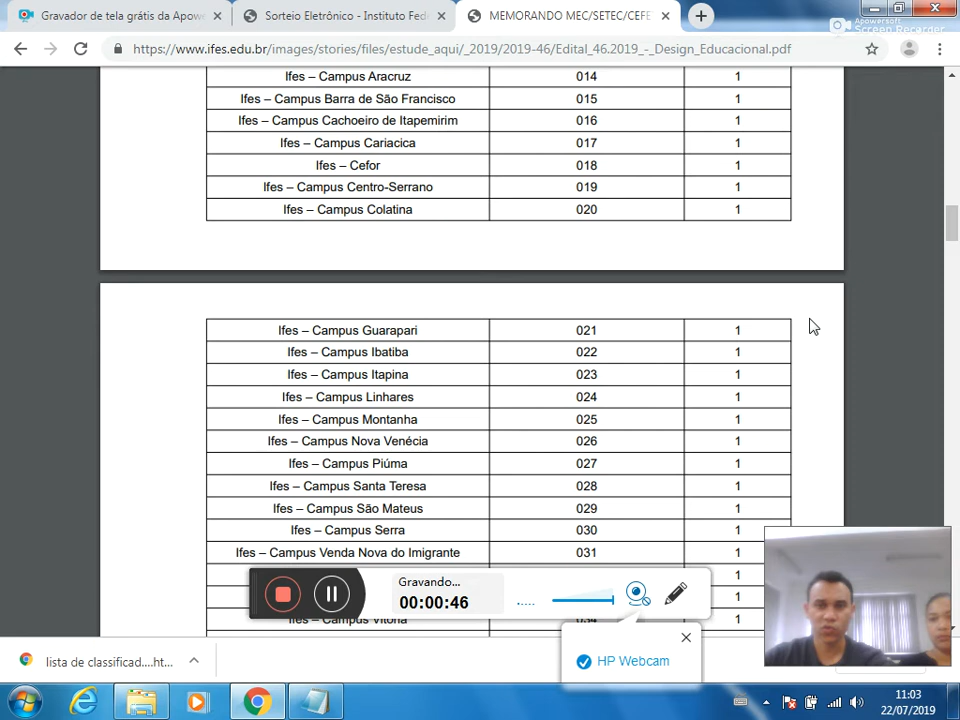 Gravador de tela grátis da Apowe
Sorteio Eletrônico - Instituto Fed
MEMORANDO MEC/SETEC/CEFE
Apowersoft
Screen Recorder
https://www.ifes.edu.br/images/stories/files/estude_aqui/_2019/2019-46/Edital_46.2019_-_Design_Educacional.pdf
Ifes – Campus Aracruz 014 1
Ifes – Campus Barra de São Francisco 015 1
Ifes – Campus Cachoeiro de Itapemirim 016 1
Ifes – Campus Cariacica 017 1
Ifes – Cefor 018 1
Ifes – Campus Centro-Serrano 019 1
Ifes – Campus Colatina 020 1
Ifes – Campus Guarapari 021 1
Ifes – Campus Ibatiba 022 1
Ifes – Campus Itapina 023 1
Ifes – Campus Linhares 024 1
Ifes – Campus Montanha 025 1
Ifes – Campus Nova Venécia 026 1
Ifes – Campus Piúma 027 1
Ifes – Campus Santa Teresa 028 1
Ifes – Campus São Mateus 029 1
Ifes – Campus Serra 030 1
Ifes – Campus Venda Nova do Imigrante 031 1
1
1
Gravando...
00:00:46
HP Webcam
lista de classificad....ht...
11:03
22/07/2019